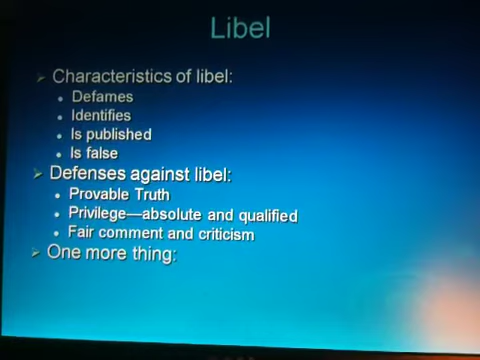 Libel
Characteristics of libel:
Defames
Identifies
Is published
Is false
Defenses against libel:
Provable Truth
Privilege—absolute and qualified
Fair comment and criticism
One more thing: